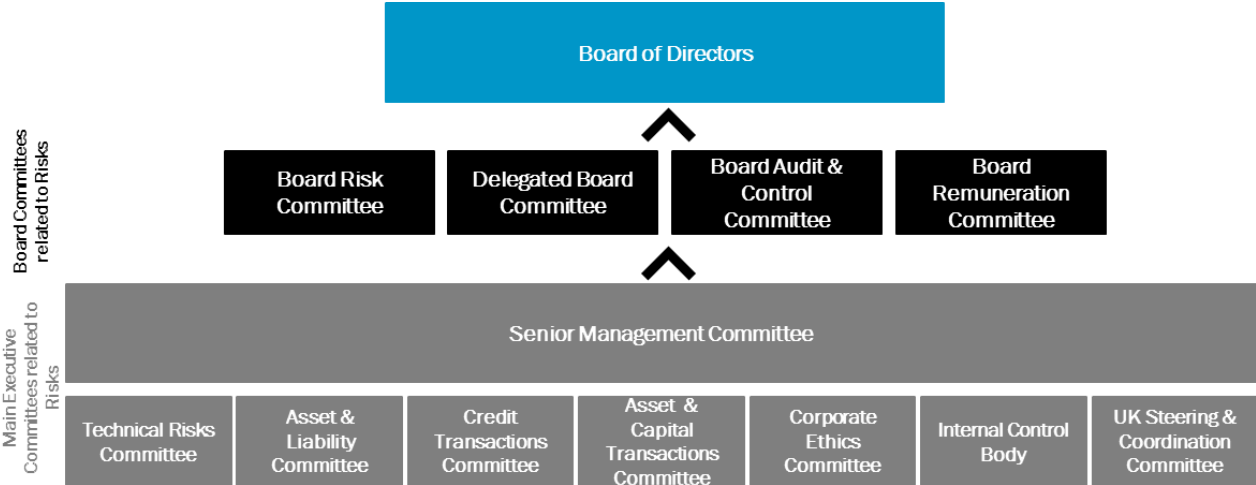 Board of Directors
Board Committees
related to Risks
Board Risk
Committee
Delegated Board
Committee
Board Audit &
Control
Committee
Board
Remuneration
Committee
Main Executive
Committees related to
Risks
Senior Management Committee
Technical Risks
Committee
Asset &
Liability
Committee
Credit
Transactions
Committee
Asset &
Capital
Transactions
Committee
Corporate
Ethics
Committee
Internal Control
Body
UK Steering &
Coordination
Committee